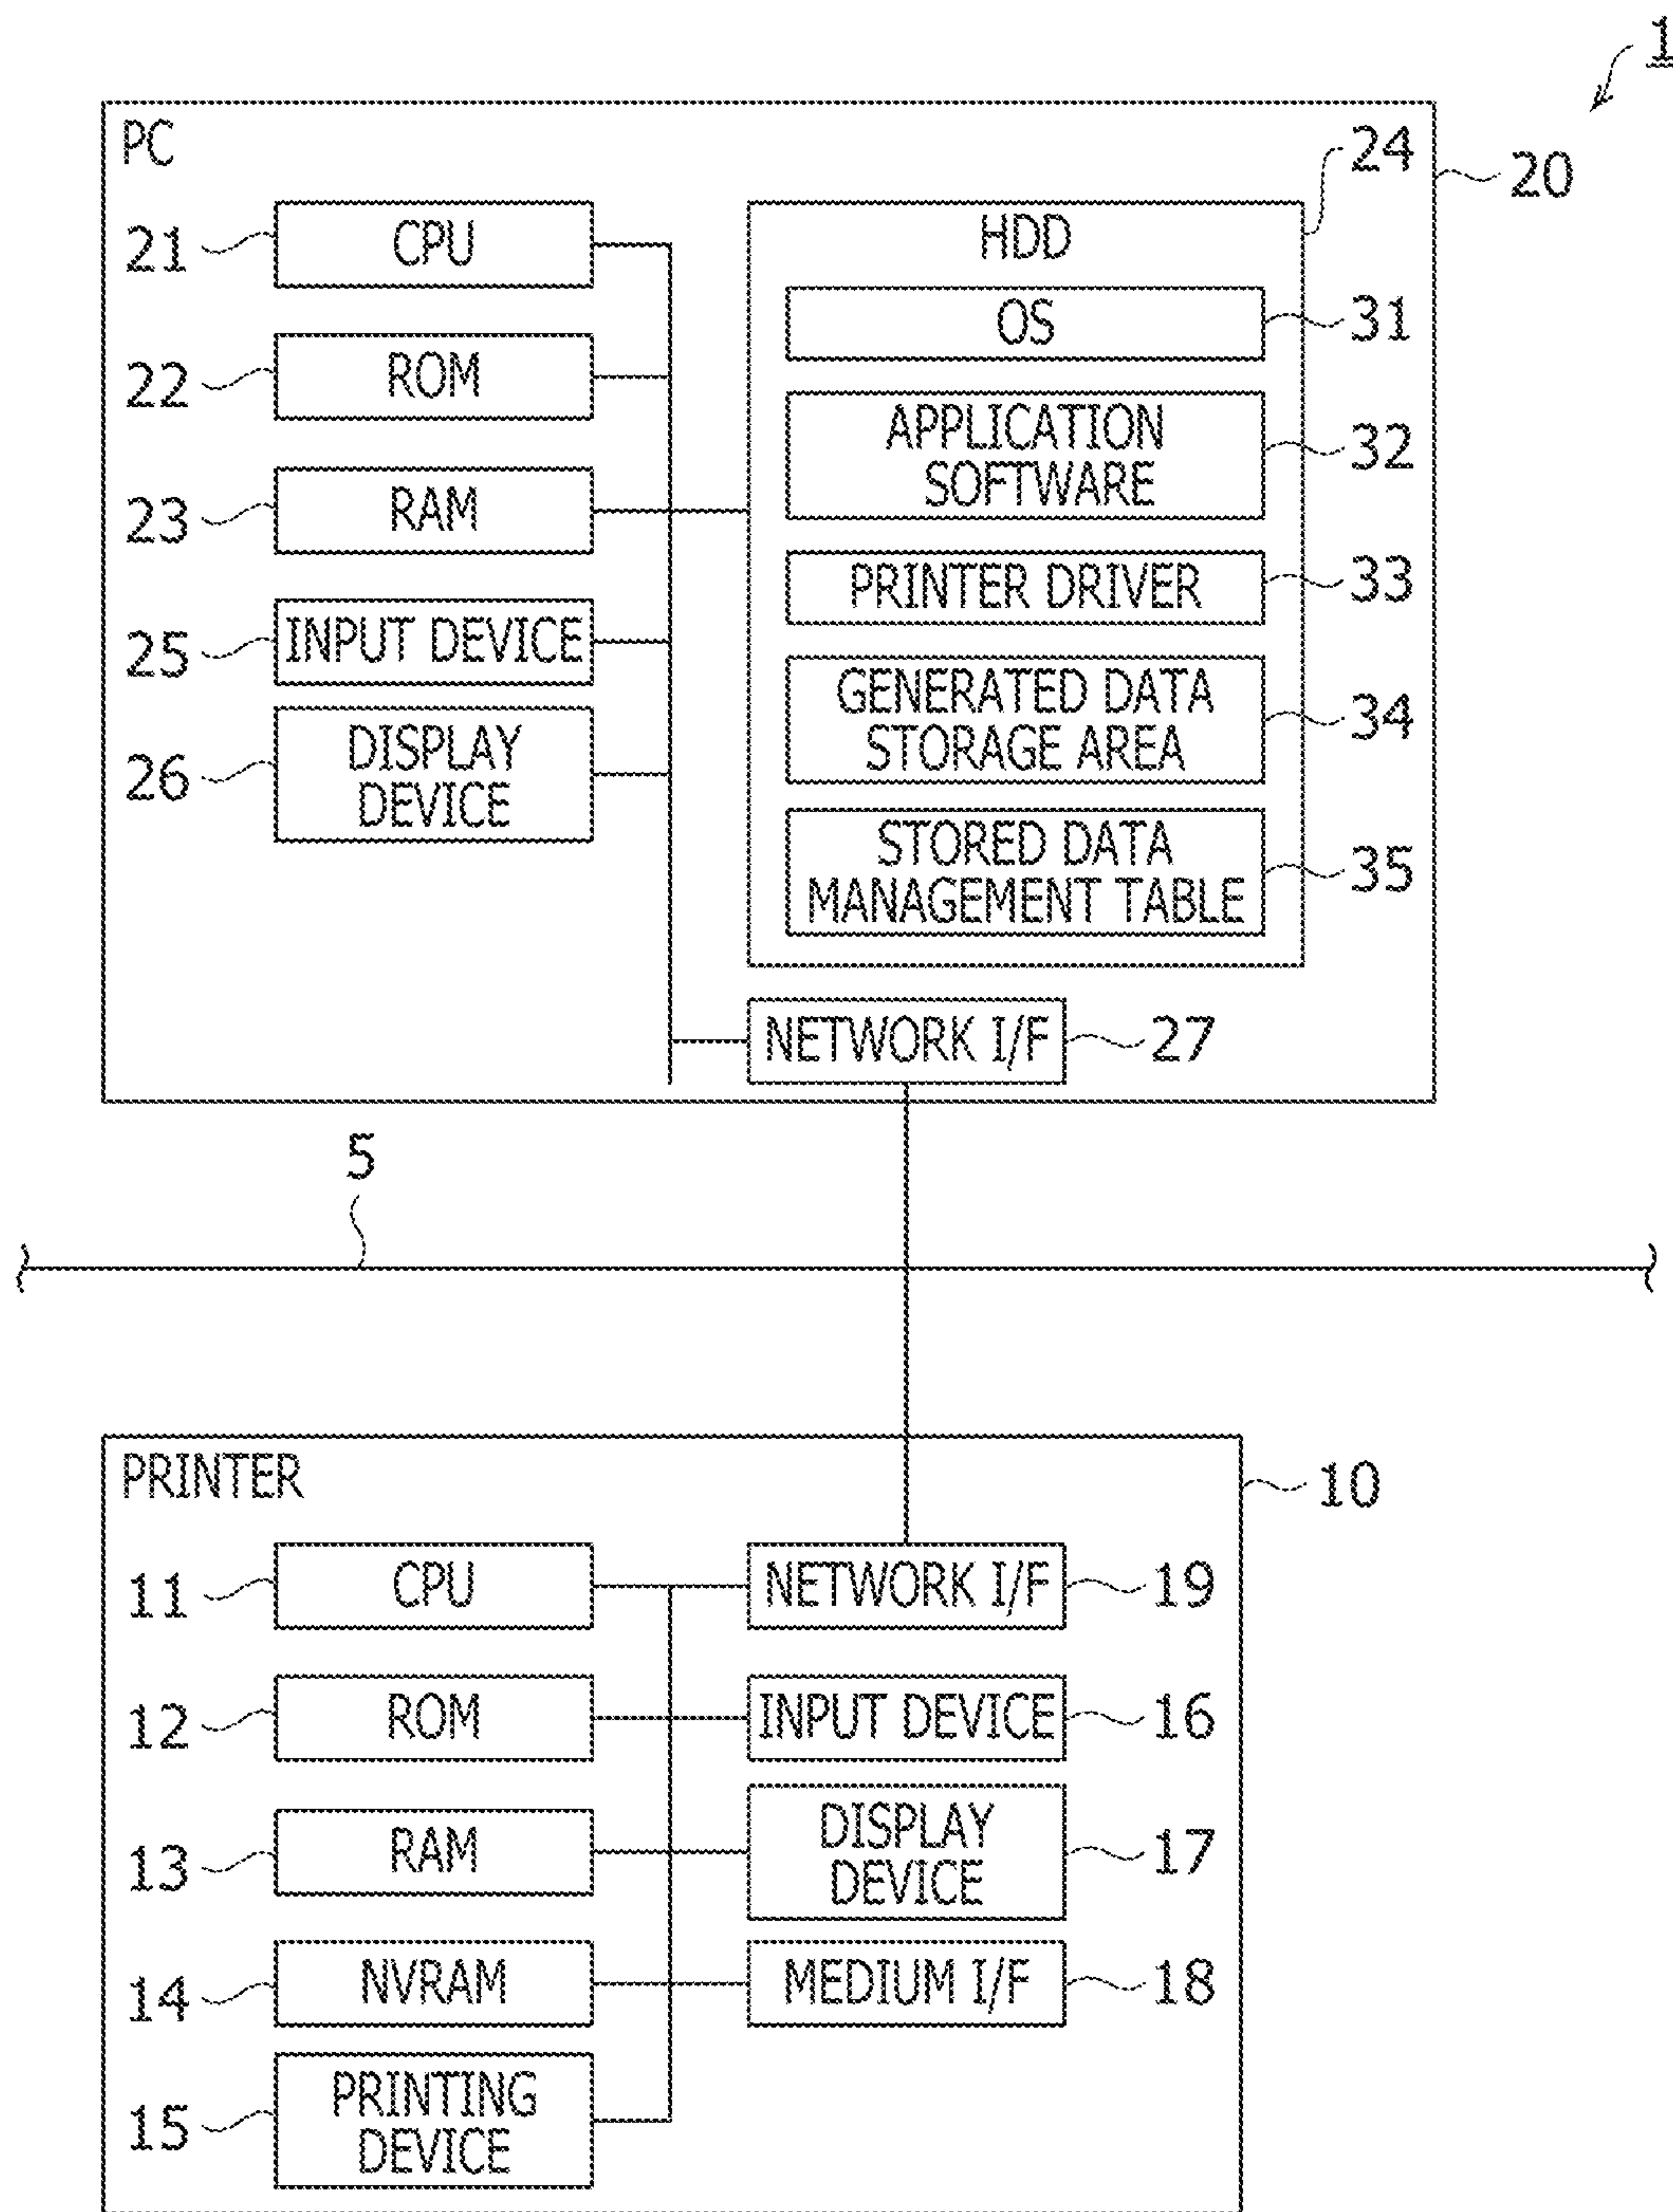 1
PC
20
24
21
CPU
HDD
OS
31
22
ROM
APPLICATION
SOFTWARE
32
23
RAM
PRINTER DRIVER
33
25
INPUT DEVICE
GENERATED DATA
STORAGE AREA
34
26
DISPLAY
DEVICE
STORED DATA
MANAGEMENT TABLE
35
NETWORK I/F
27
5
PRINTER
10
11
CPU
NETWORK I/F
19
12
ROM
INPUT DEVICE
16
13
RAM
DISPLAY
DEVICE
17
14
NVRAM
MEDIUM I/F
18
15
PRINTING
DEVICE